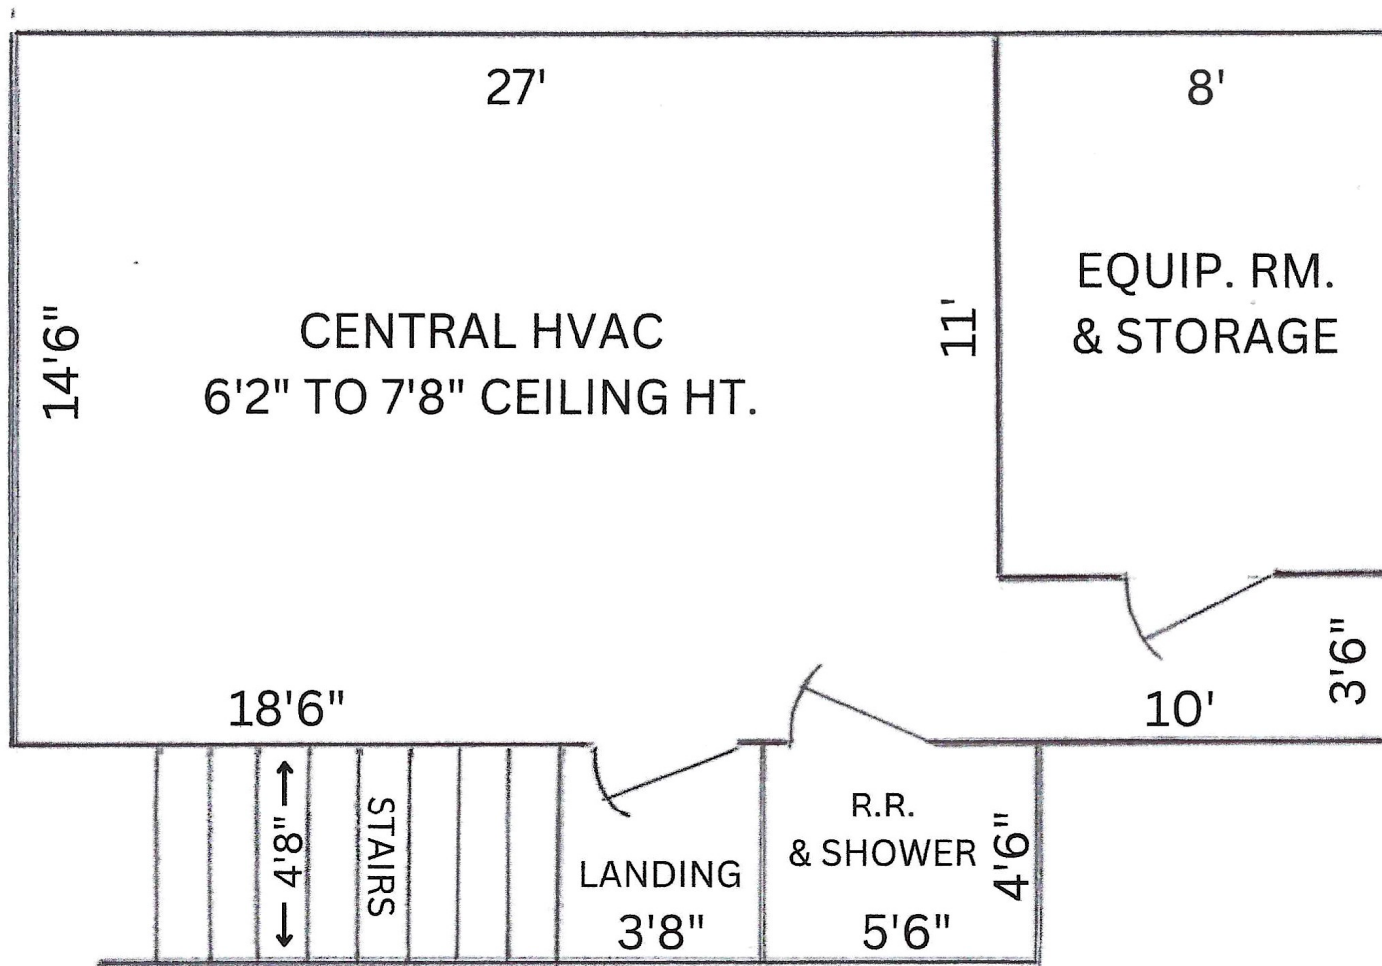 27'
8'
EQUIP. RM.
& STORAGE
14'6"
CENTRAL HVAC
6'2" TO 7'8" CEILING HT.
11'
3'6"
18'6"
10'
4'8"
STAIRS
R.R.
& SHOWER
4'6"
LANDING
3'8"
5'6"